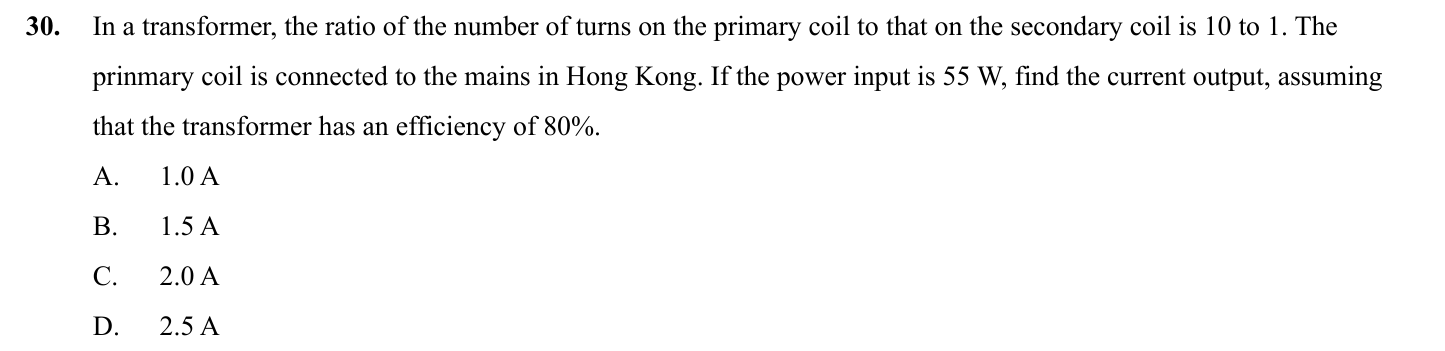 30. In a transformer, the ratio of the number of turns on the primary coil to that on the secondary coil is 10 to 1. The
prinmary coil is connected to the mains in Hong Kong. If the power input is 55 W, find the current output, assuming
that the transformer has an efficiency of 80%.
A. 1.0 A
B. 1.5 A
C. 2.0 A
D. 2.5 A